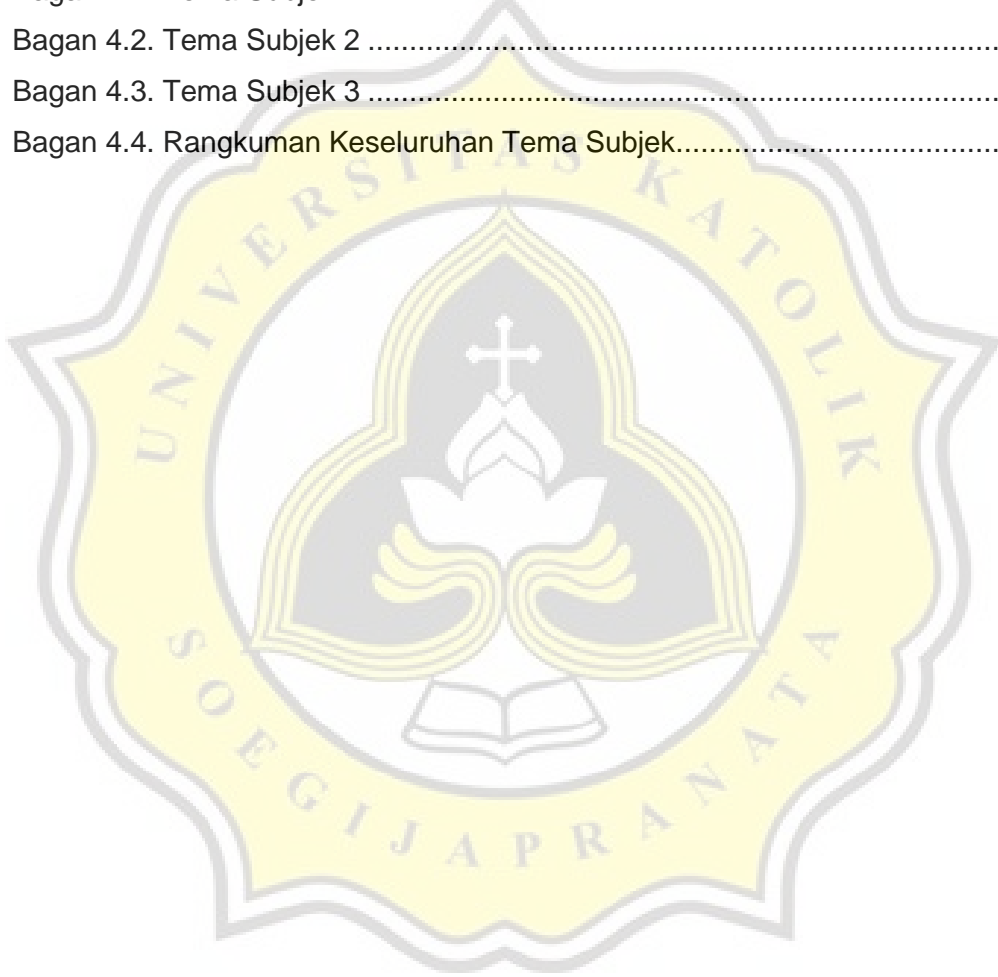 Bagan 4.2. Tema Subjek 2 ........................................................................
Bagan 4.3. Tema Subjek 3 ........................................................................
Bagan 4.4. Rangkuman Keseluruhan Tema Subjek.......................................
UNIVERSITAS KATOLIK
SOEGIJAPRANATA